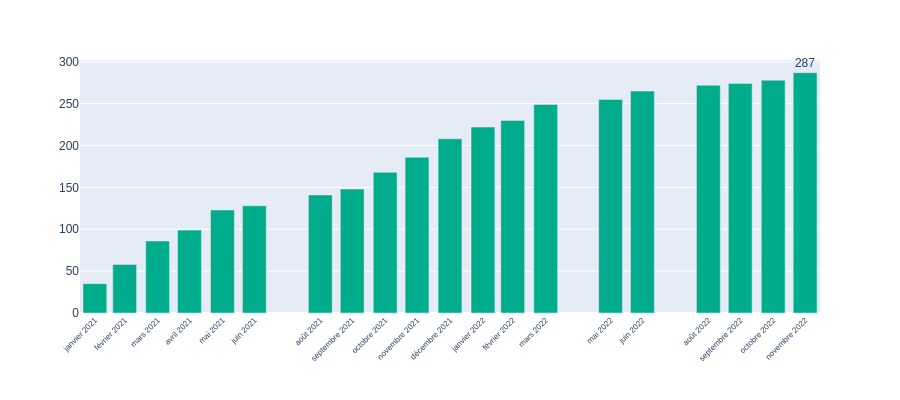 300
250
200
150
100
50
0
287
janvier 2021
février 2021
mars 2021
avril 2021
mai 2021
juin 2021
août 2021
septembre 2021
octobre 2021
novembre 2021
décembre 2021
janvier 2022
février 2022
mars 2022
mai 2022
juin 2022
août 2022
septembre 2022
octobre 2022
novembre 2022